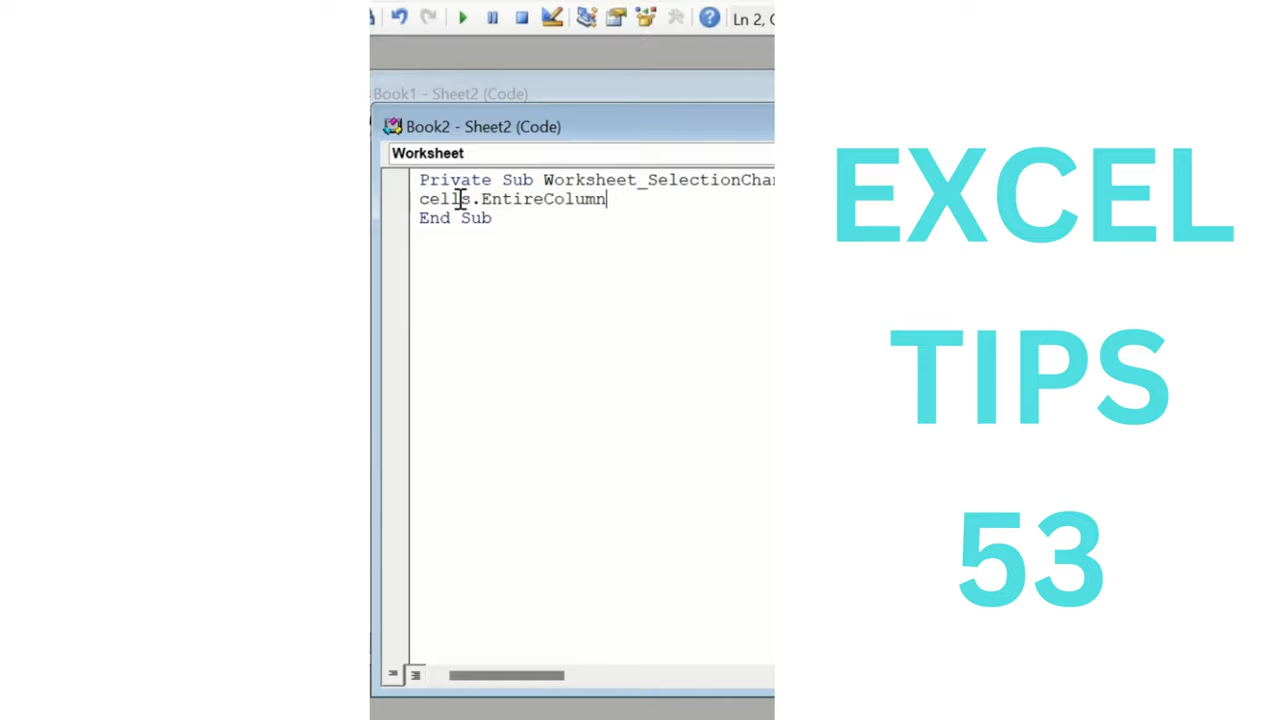 Ln 2, C
Book1 - Sheet2 (Code)
Book2 - Sheet2 (Code)
Worksheet
Private Sub Worksheet_SelectionChan
cells.EntireColumn
End Sub
EXCEL
TIPS
53